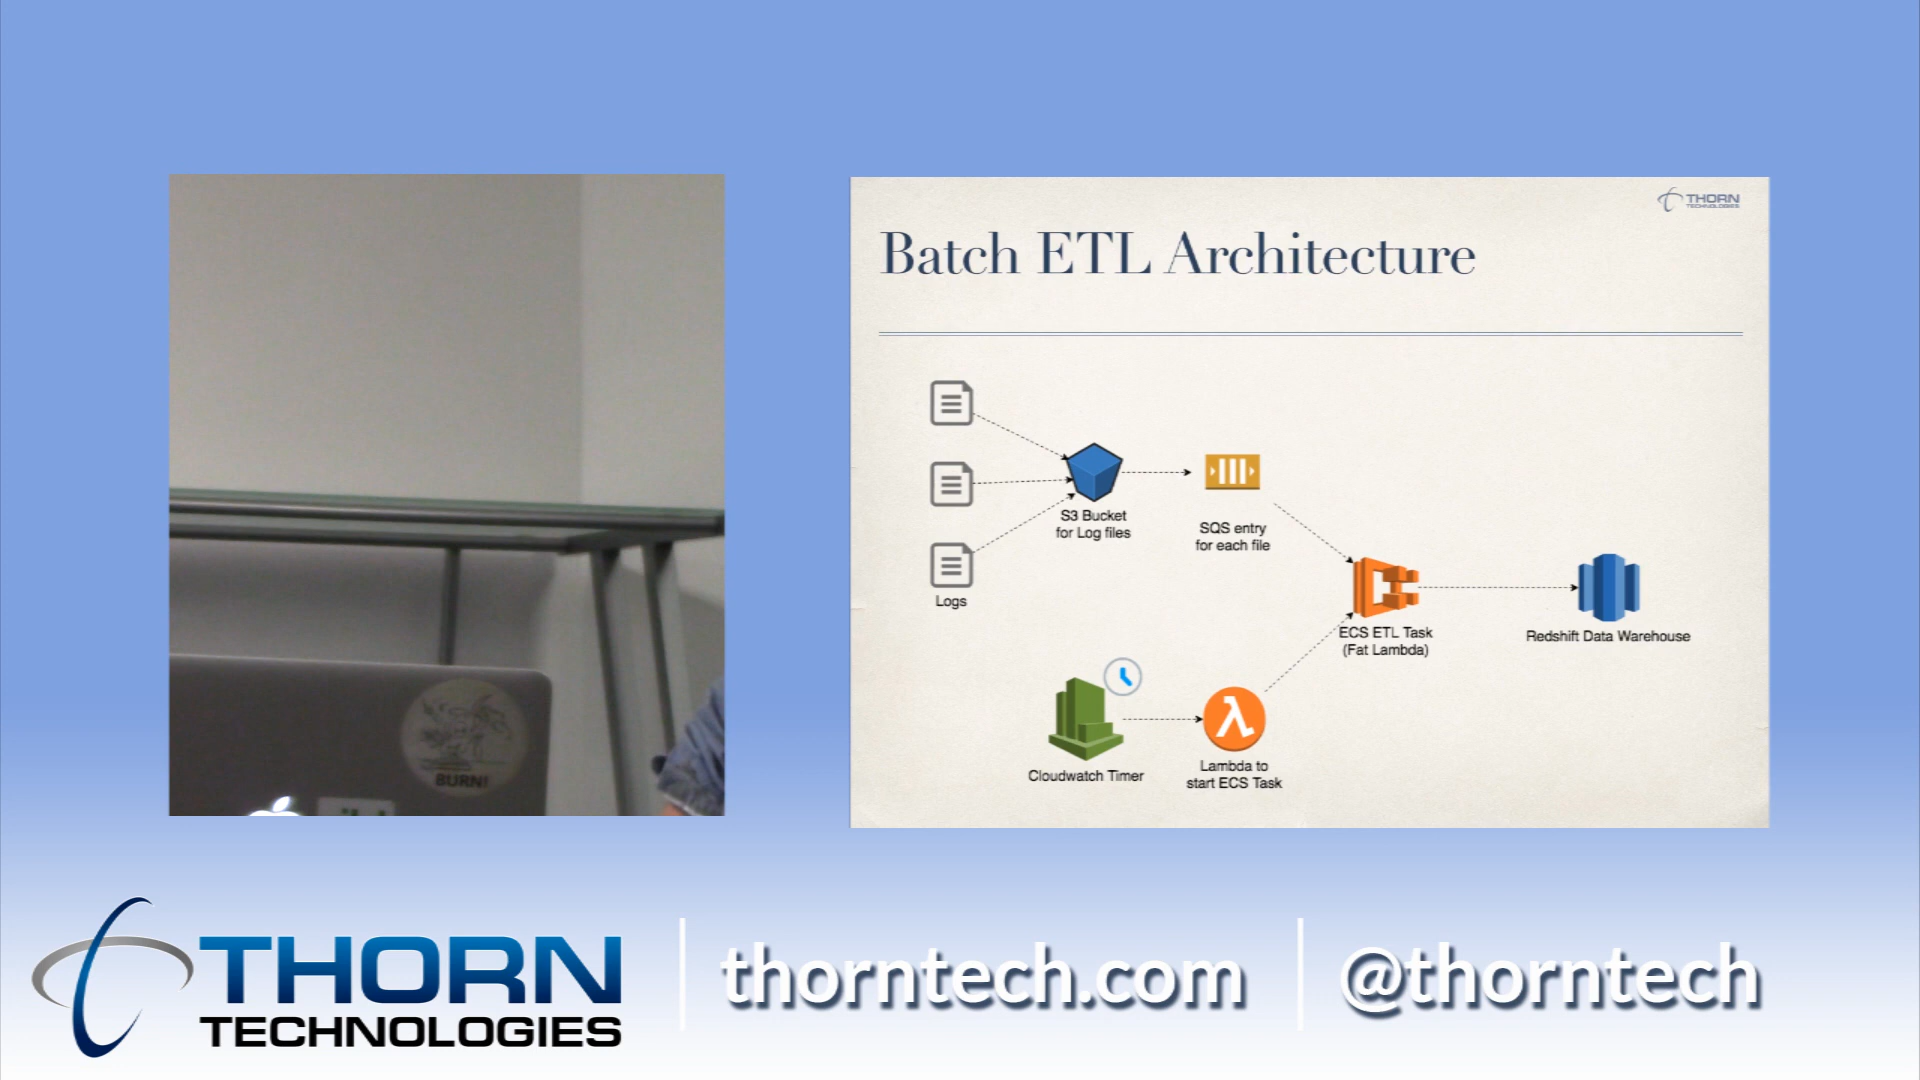 THORN
TECHNOLOGIES
Batch ETL Architecture
S3 Bucket
for Log files
SQS entry
for each file
Logs
ECS ETL Task
(Fat Lambda)
Redshift Data Warehouse
Cloudwatch Timer
Lambda to
start ECS Task
BURN!
THORN
TECHNOLOGIES
thorntech.com
@thorntech